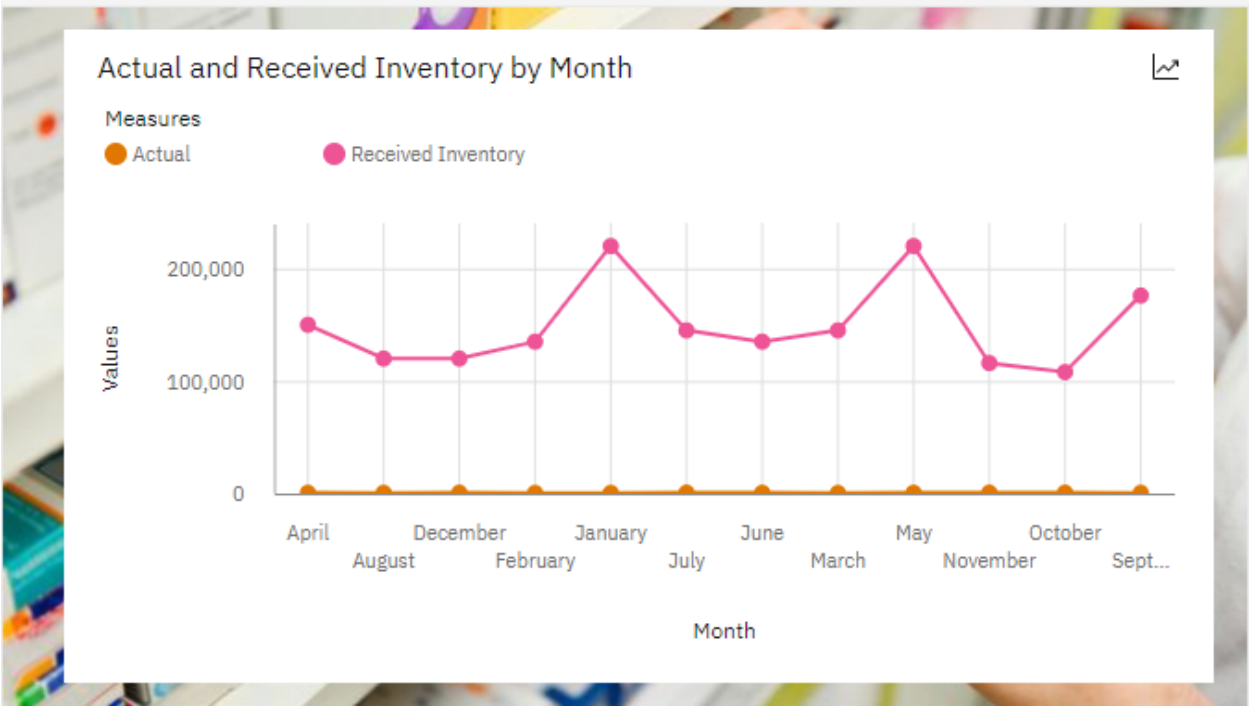 Actual and Received Inventory by Month
Measures
Actual Received Inventory
Values
200,000
100,000
0
April December January June May October
August February July March November Sept...
Month